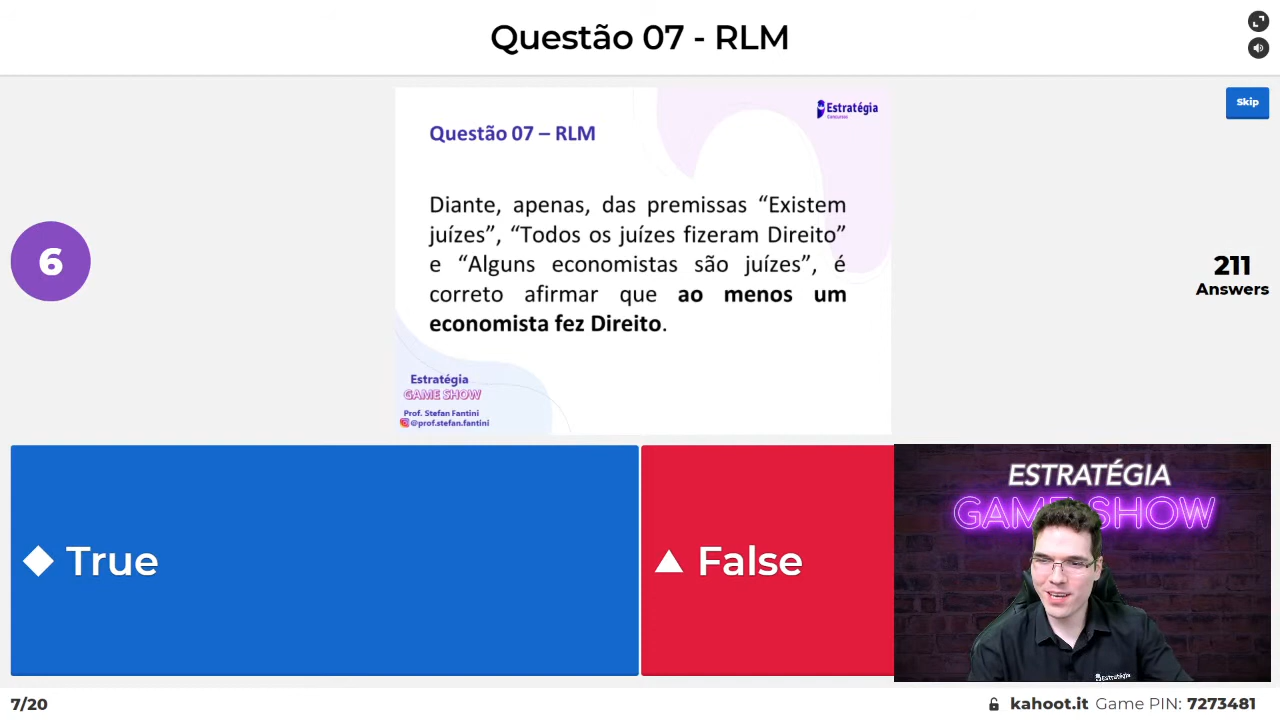 Questão 07 - RLM
Skip
Estratégia
Concursos
Questão 07 – RLM
Diante, apenas, das premissas “Existem
juízes”, “Todos os juízes fizeram Direito”
e “Alguns economistas são juízes”, é
correto afirmar que ao menos um
economista fez Direito.
6
211
Answers
Estratégia
GAME SHOW
Prof. Stefan Fantini
@prof.stefan.fantini
True
False
ESTRATÉGIA
GAME SHOW
Estratégia
7/20
kahoot.it Game PIN: 7273481